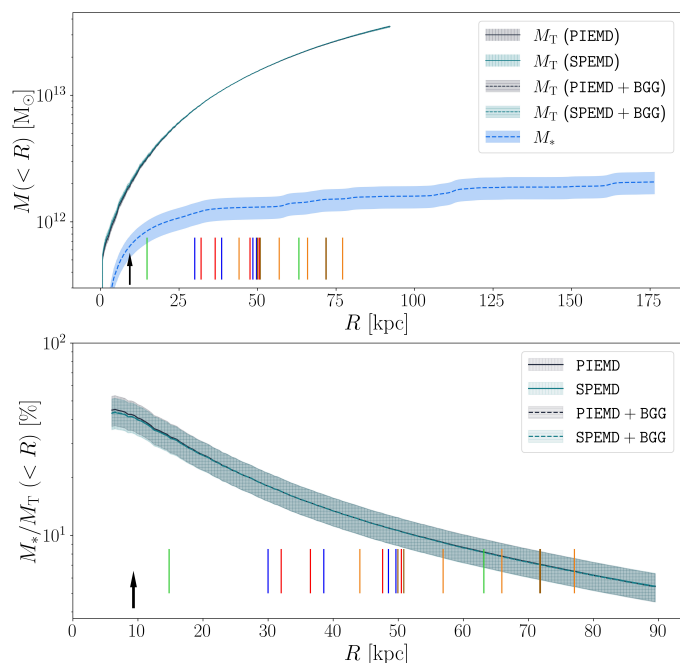 M_T (PIEMD)
M_T (SPEMD)
M_T (PIEMD + BGG)
M_T (SPEMD + BGG)
M_*
M(< R) [M_⊙]
10^13
10^12
0 25 50 75 100 125 150 175
R [kpc]
PIEMD
SPEMD
PIEMD + BGG
SPEMD + BGG
M_*/M_T (< R) [%]
10^2
10^1
0 10 20 30 40 50 60 70 80 90
R [kpc]